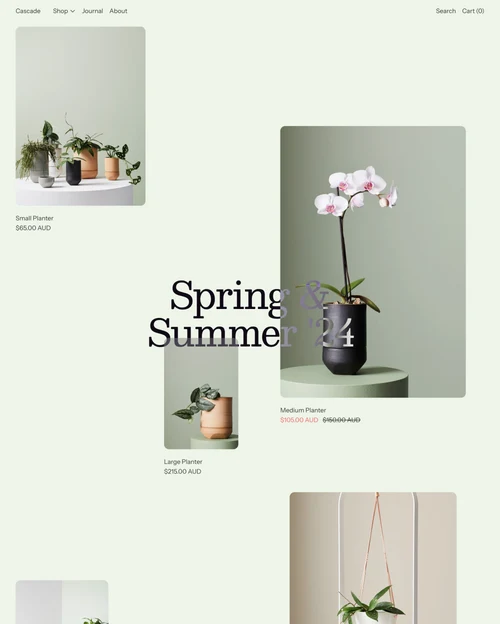 Cascade Shop Journal About Search Cart (0)
Small Planter
$65.00 AUD
Spring &
Summer '24
Medium Planter
$105.00 AUD $150.00 AUD
Large Planter
$215.00 AUD